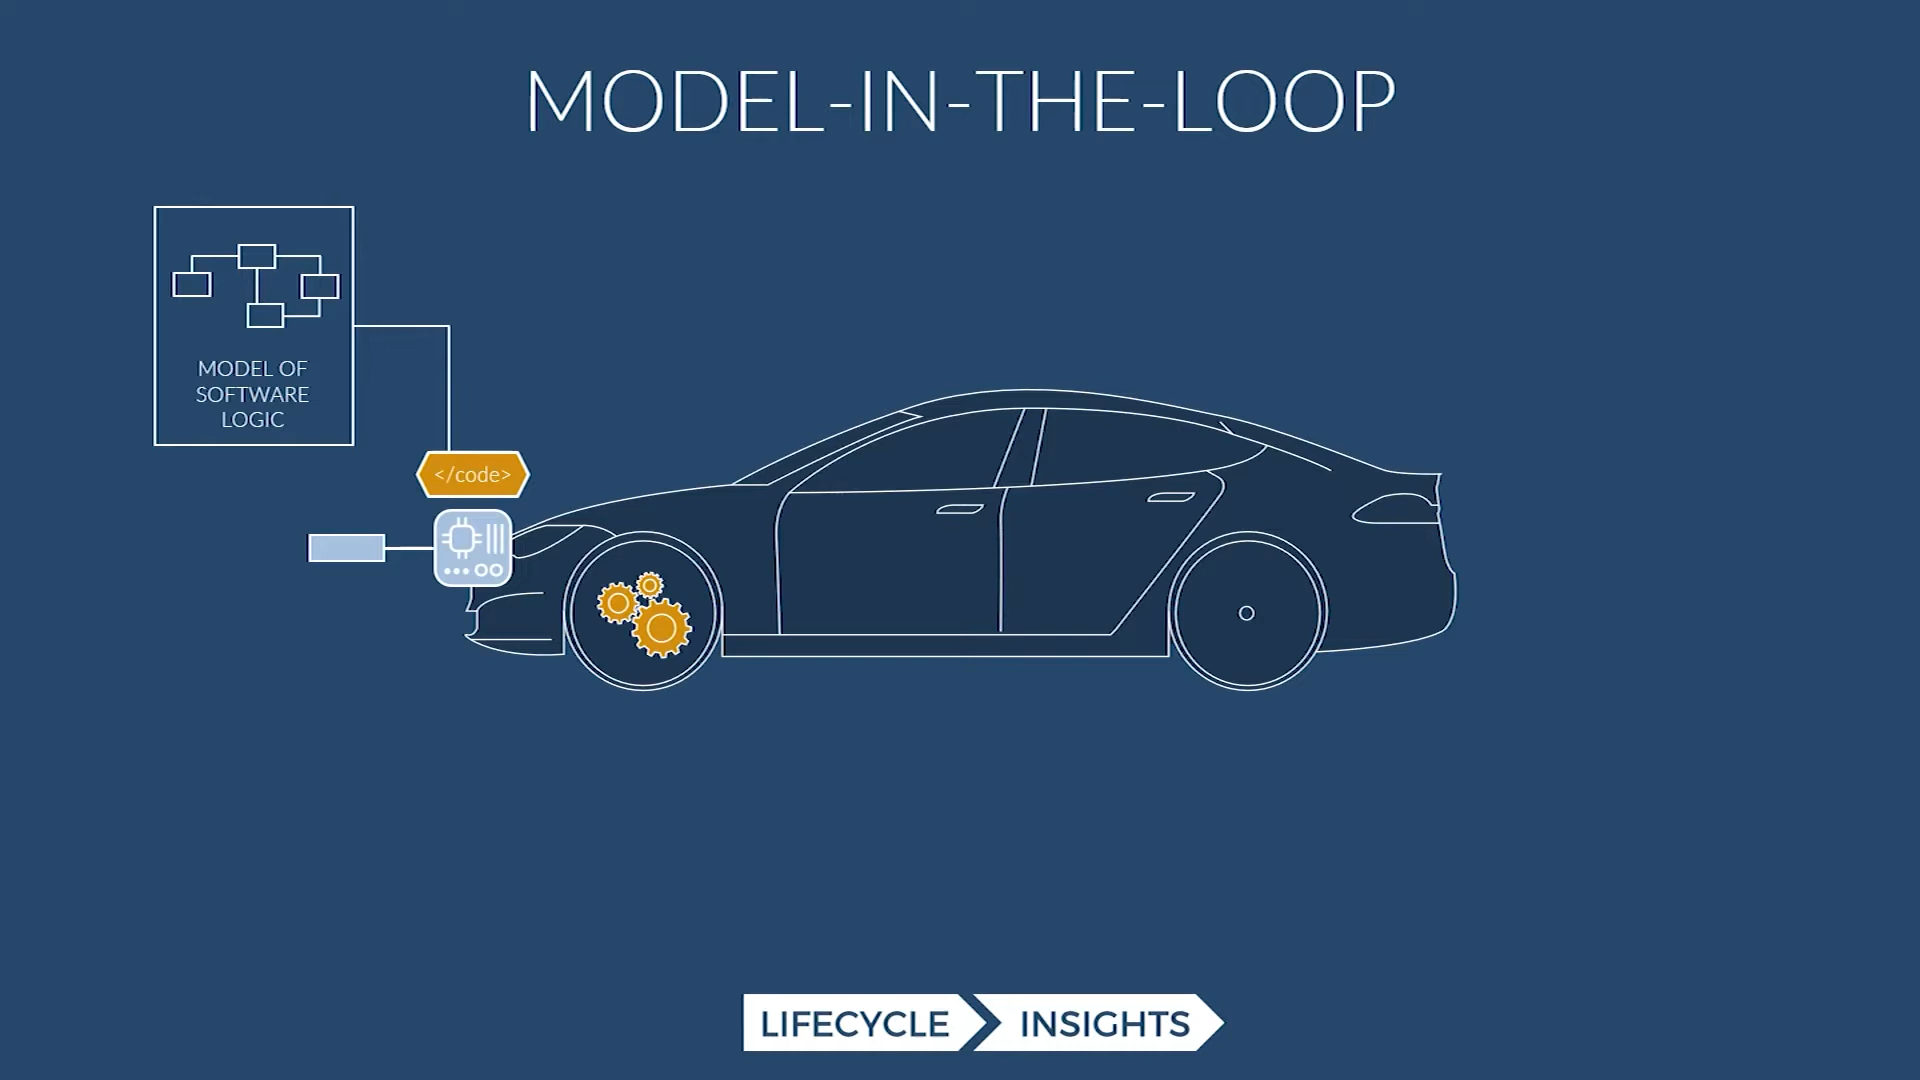 MODEL-IN-THE-LOOP
MODEL OF
SOFTWARE
LOGIC
</code>
LIFECYCLE INSIGHTS